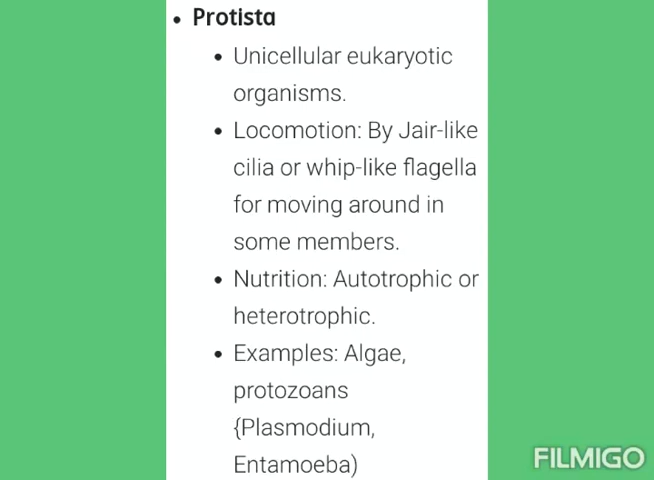 Protista
Unicellular eukaryotic
organisms.
Locomotion: By Jair-like
cilia or whip-like flagella
for moving around in
some members.
Nutrition: Autotrophic or
heterotrophic.
Examples: Algae,
protozoans
{Plasmodium,
Entamoeba)
FILMIGO